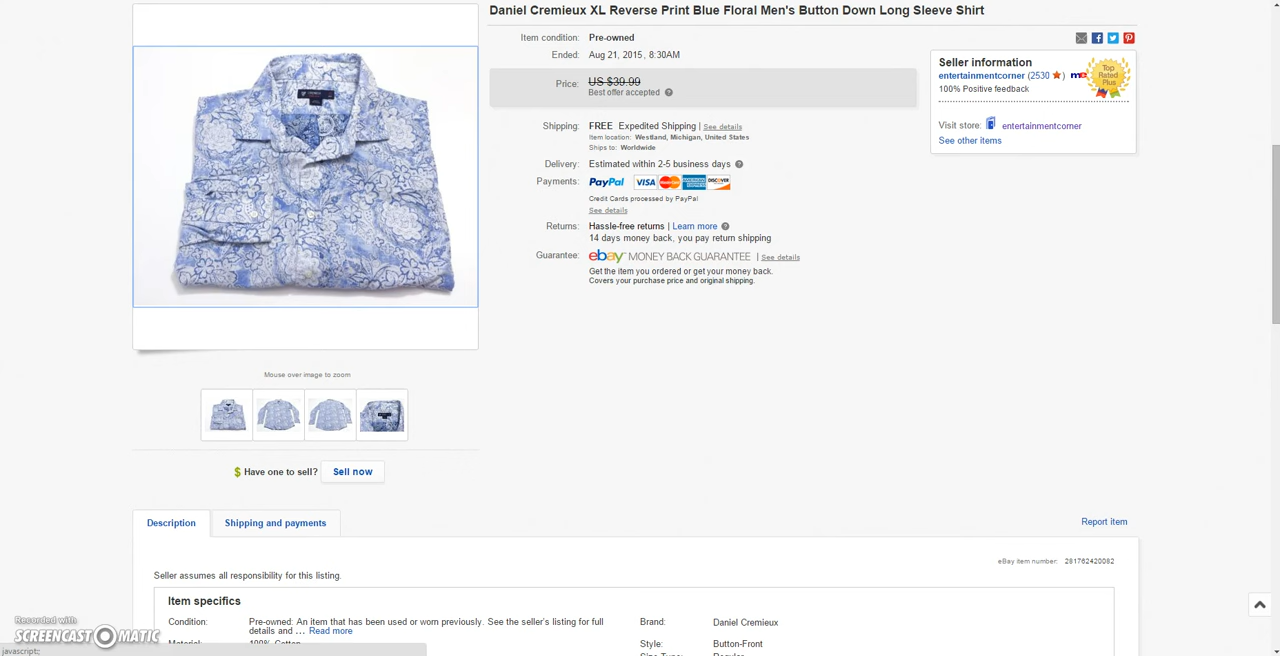 Daniel Cremieux XL Reverse Print Blue Floral Men's Button Down Long Sleeve Shirt
Item condition: Pre-owned
Ended: Aug 21, 2015 , 8:30AM
Price: US $39.99
Best offer accepted
Shipping: FREE Expedited Shipping | See details
Item location: Westland, Michigan, United States
Ships to: Worldwide
Delivery: Estimated within 2-5 business days
Payments: PayPal VISA MasterCard AMERICAN EXPRESS DISCOVER
Credit Cards processed by PayPal
See details
Returns: Hassle-free returns | Learn more
14 days money back, you pay return shipping
Guarantee: ebay MONEY BACK GUARANTEE | See details
Get the item you ordered or get your money back.
Covers your purchase price and original shipping.
Seller information
entertainmentcorner (2530 ) me
100% Positive feedback
Top Rated Plus
Visit store: entertainmentcorner
See other items
Mouse over image to zoom
$ Have one to sell? Sell now
Description
Shipping and payments
Report item
eBay item number: 281762420082
Seller assumes all responsibility for this listing.
Item specifics
Condition: Pre-owned: An item that has been used or worn previously. See the seller's listing for full
details and … Read more
Brand: Daniel Cremieux
Material: 100% Cotton
Style: Button-Front
Size Type: Regular
Recorded with
SCREENCAST-O-MATIC
javascript:;